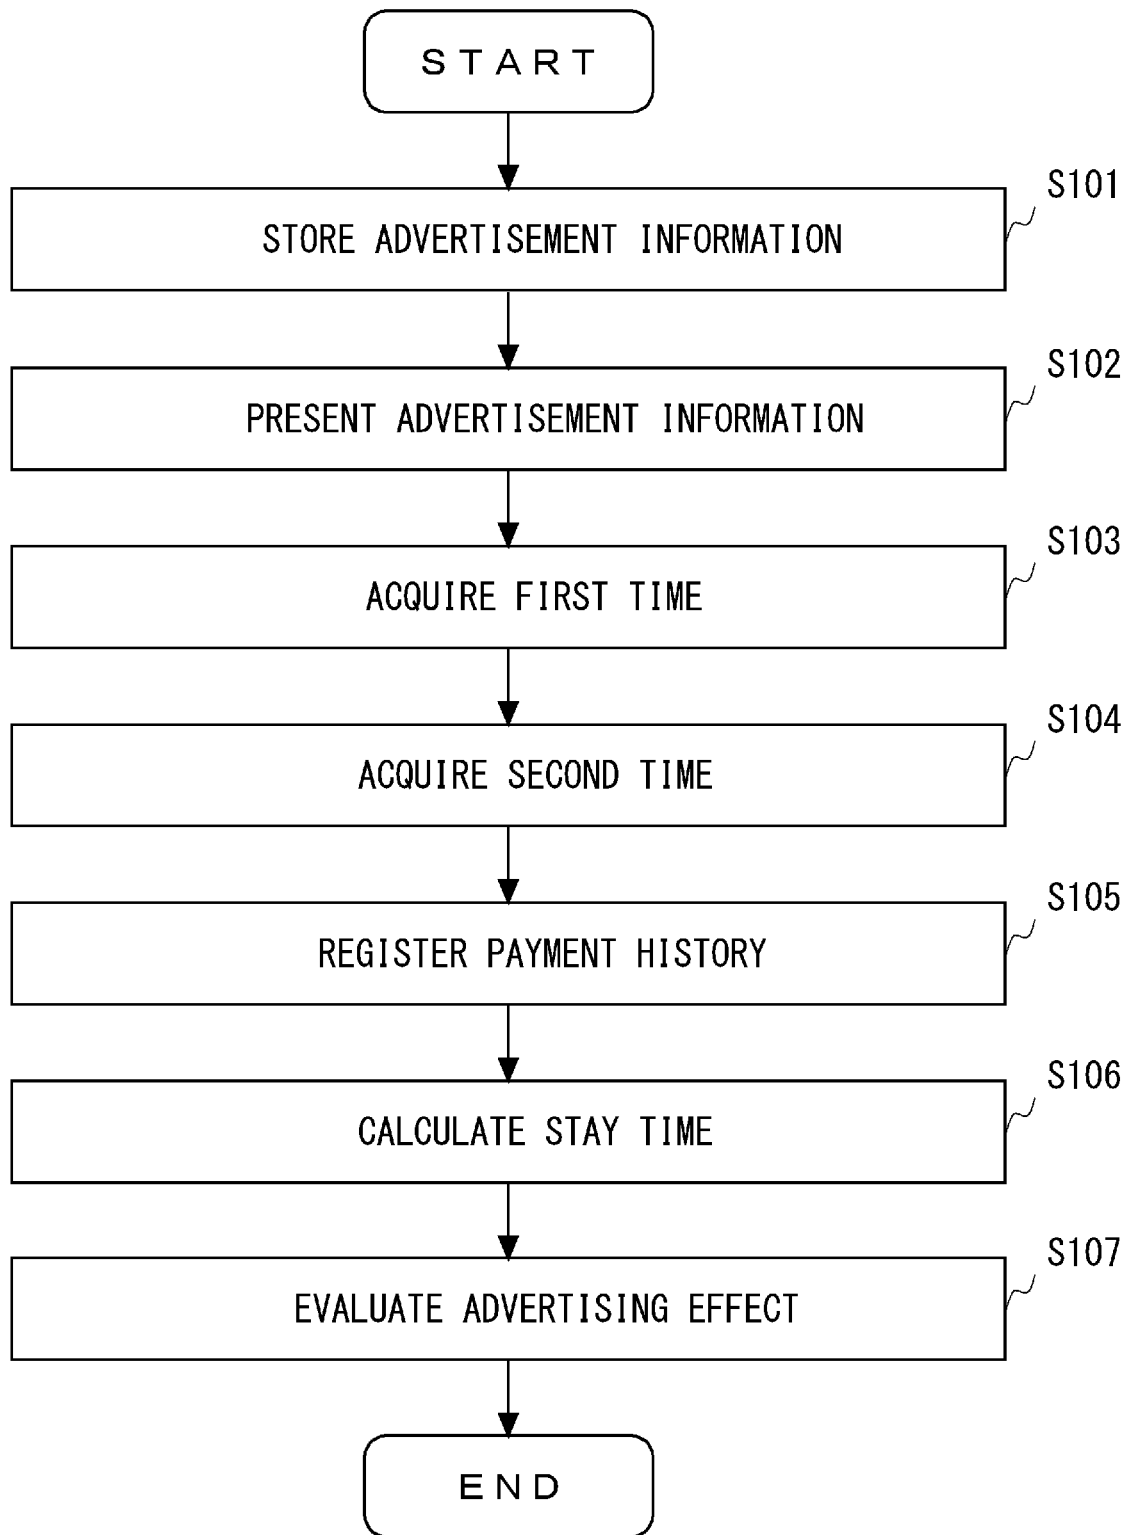 START
S101
STORE ADVERTISEMENT INFORMATION
S102
PRESENT ADVERTISEMENT INFORMATION
S103
ACQUIRE FIRST TIME
S104
ACQUIRE SECOND TIME
S105
REGISTER PAYMENT HISTORY
S106
CALCULATE STAY TIME
S107
EVALUATE ADVERTISING EFFECT
END